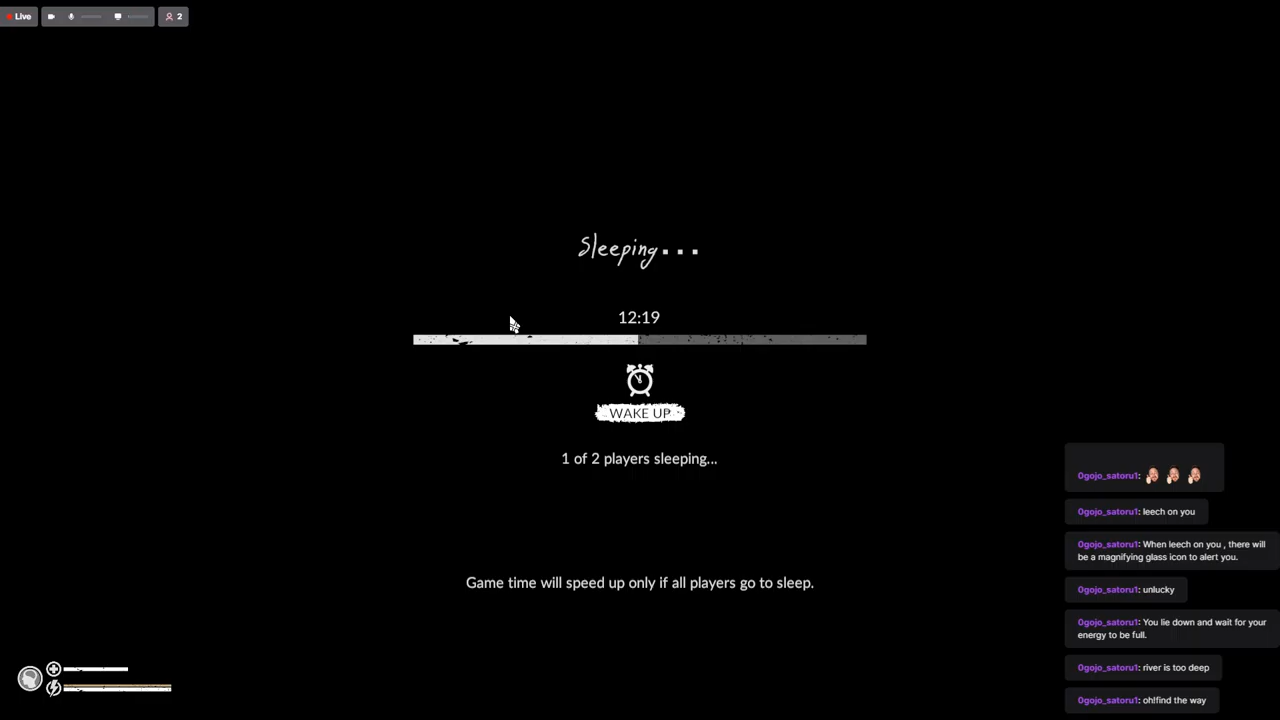 Live
2
Sleeping...
12:19
WAKE UP
1 of 2 players sleeping...
Game time will speed up only if all players go to sleep.
0gojo_satoru1:
0gojo_satoru1: leech on you
0gojo_satoru1: When leech on you , there will
be a magnifying glass icon to alert you.
0gojo_satoru1: unlucky
0gojo_satoru1: You lie down and wait for your
energy to be full.
0gojo_satoru1: river is too deep
0gojo_satoru1: oh!find the way